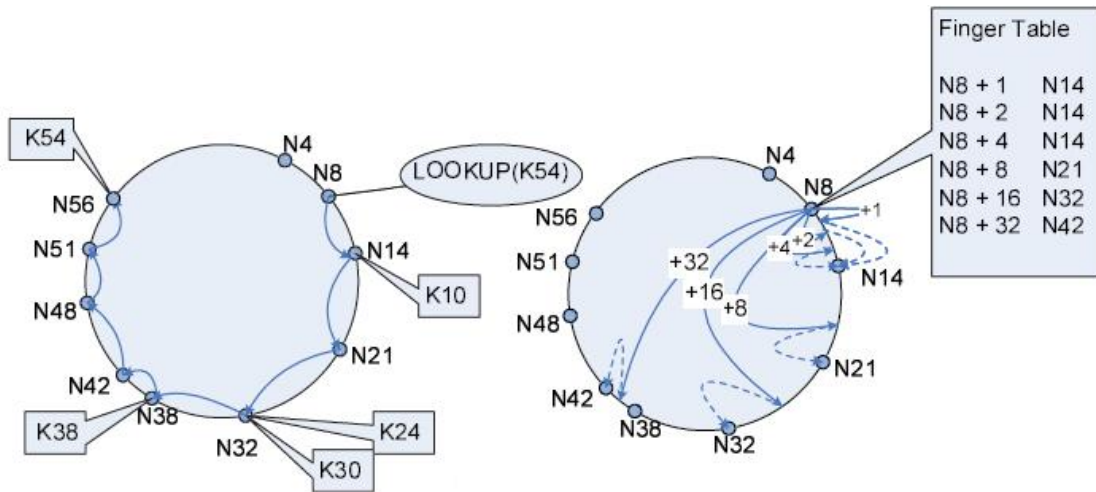 N4
N8
LOOKUP(K54)
K54
N56
N51
N14
K10
N48
N21
N42
N38
K38
N32
K24
K30
Finger Table
N8 + 1 N14
N8 + 2 N14
N8 + 4 N14
N8 + 8 N21
N8 + 16 N32
N8 + 32 N42
N4
N8
N56
+1
+4
+2
N51
+32
N14
+16
+8
N48
N21
N42
N38
N32